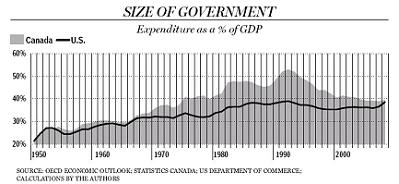 SIZE OF GOVERNMENT
Expenditure as a % of GDP
Canada U.S.
60%
50%
40%
30%
20%
1950 1960 1970 1980 1990 2000
SOURCE: OECD ECONOMIC OUTLOOK; STATISTICS CANADA; US DEPARTMENT OF COMMERCE;
CALCULATIONS BY THE AUTHORS